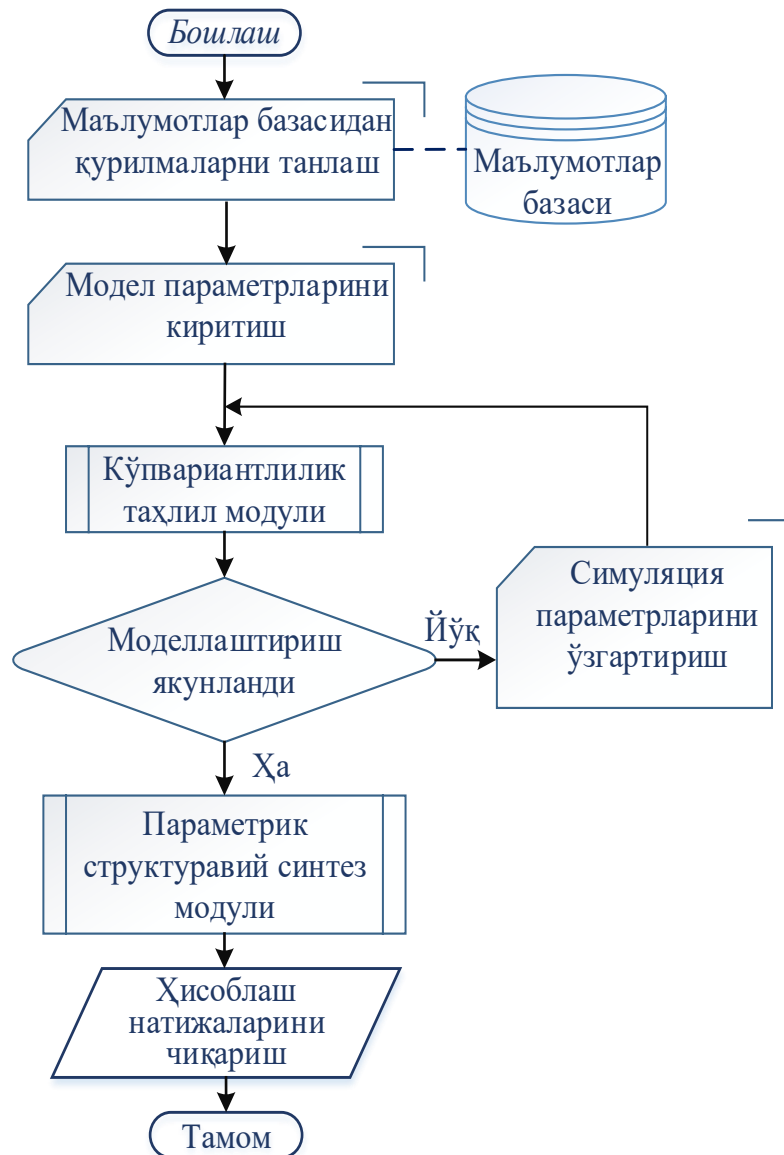 Бошлаш
Маълумотлар базасидан
қурилмаларни танлаш
Маълумотлар
базаси
Модел параметрларини
киритиш
Кўпвариантлилик
таҳлил модули
Моделлаштириш
якунланди
Йўқ
Симуляция
параметрларини
ўзгартириш
Ҳа
Параметрик
структуравий синтез
модули
Ҳисоблаш
натижаларини
чиқариш
Тамом